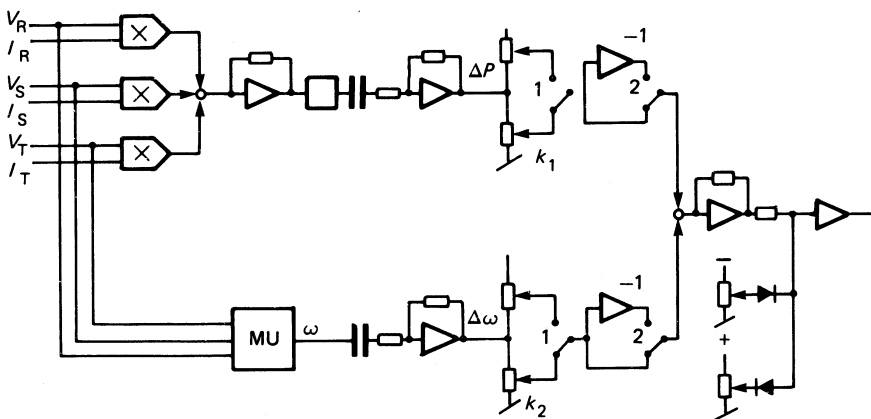 V_R
I_R
V_S
I_S
V_T
I_T
×
×
×
ΔP
1
k_1
−1
2
MU
ω
Δω
1
k_2
−1
2
−
+